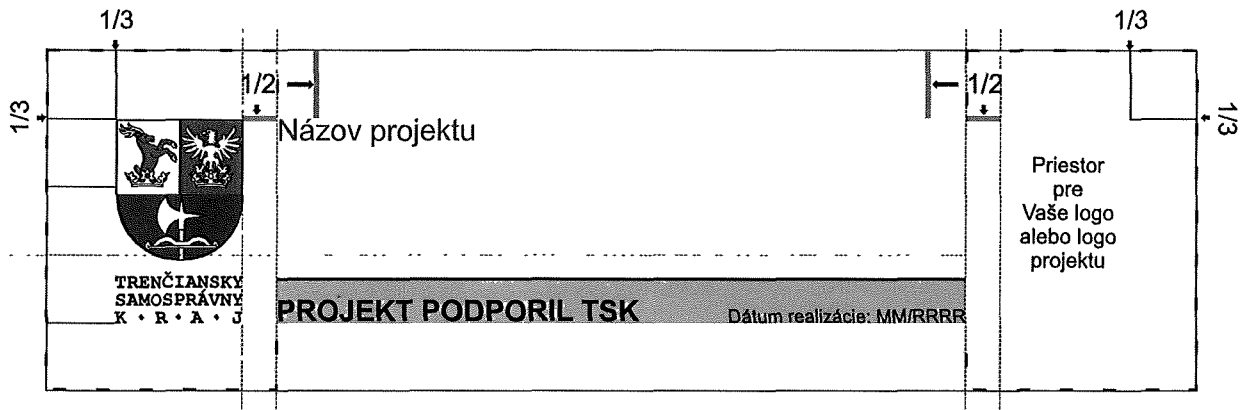 1/3
1/3
1/2
1/2
1/3
1/3
Názov projektu
Priestor
pre
Vaše logo
alebo logo
projektu
TRENČIANSKY
SAMOSPRÁVNY
K • R • A • J
PROJEKT PODPORIL TSK
Dátum realizácie: MM/RRRR